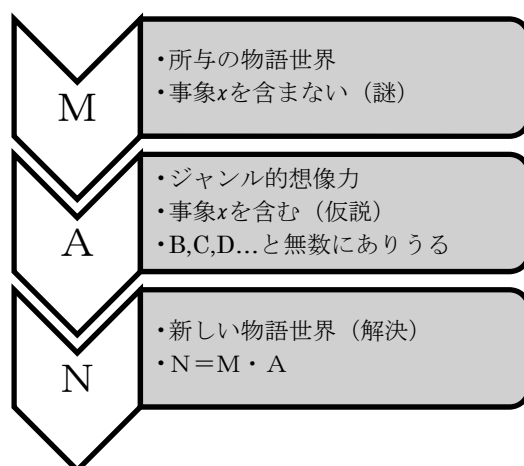 M
・所与の物語世界
・事象xを含まない（謎）
A
・ジャンル的想像力
・事象xを含む（仮説）
・B,C,D…と無数にありうる
N
・新しい物語世界（解決）
・N＝M・A